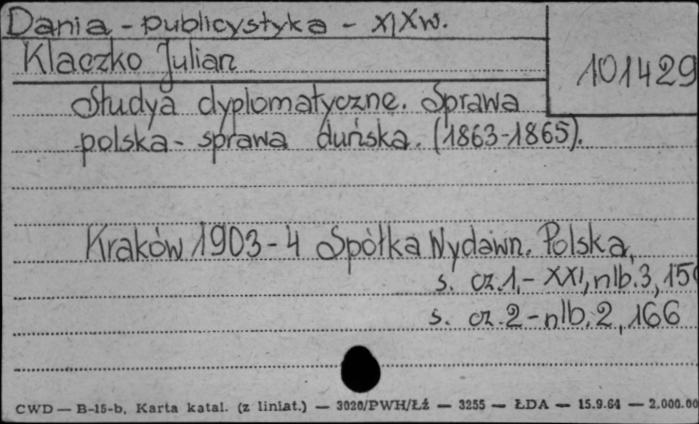 Dania - publicystyka - XIXw.
Klaczko Julian
101429
Studya dyplomatyczne. Sprawa
polska - sprawa duńska. (1863-1865).
Kraków 1903-4 Spółka Wydawn. Polska,
s. cz.1.- XXI, nlb.3, 15
s. cz.2 - nlb.2, 166
CWD — B-15-b, Karta katal. (z liniat.) — 3020/PWH/Łź — 3255 — ŁDA — 15.9.64 — 2.000.00